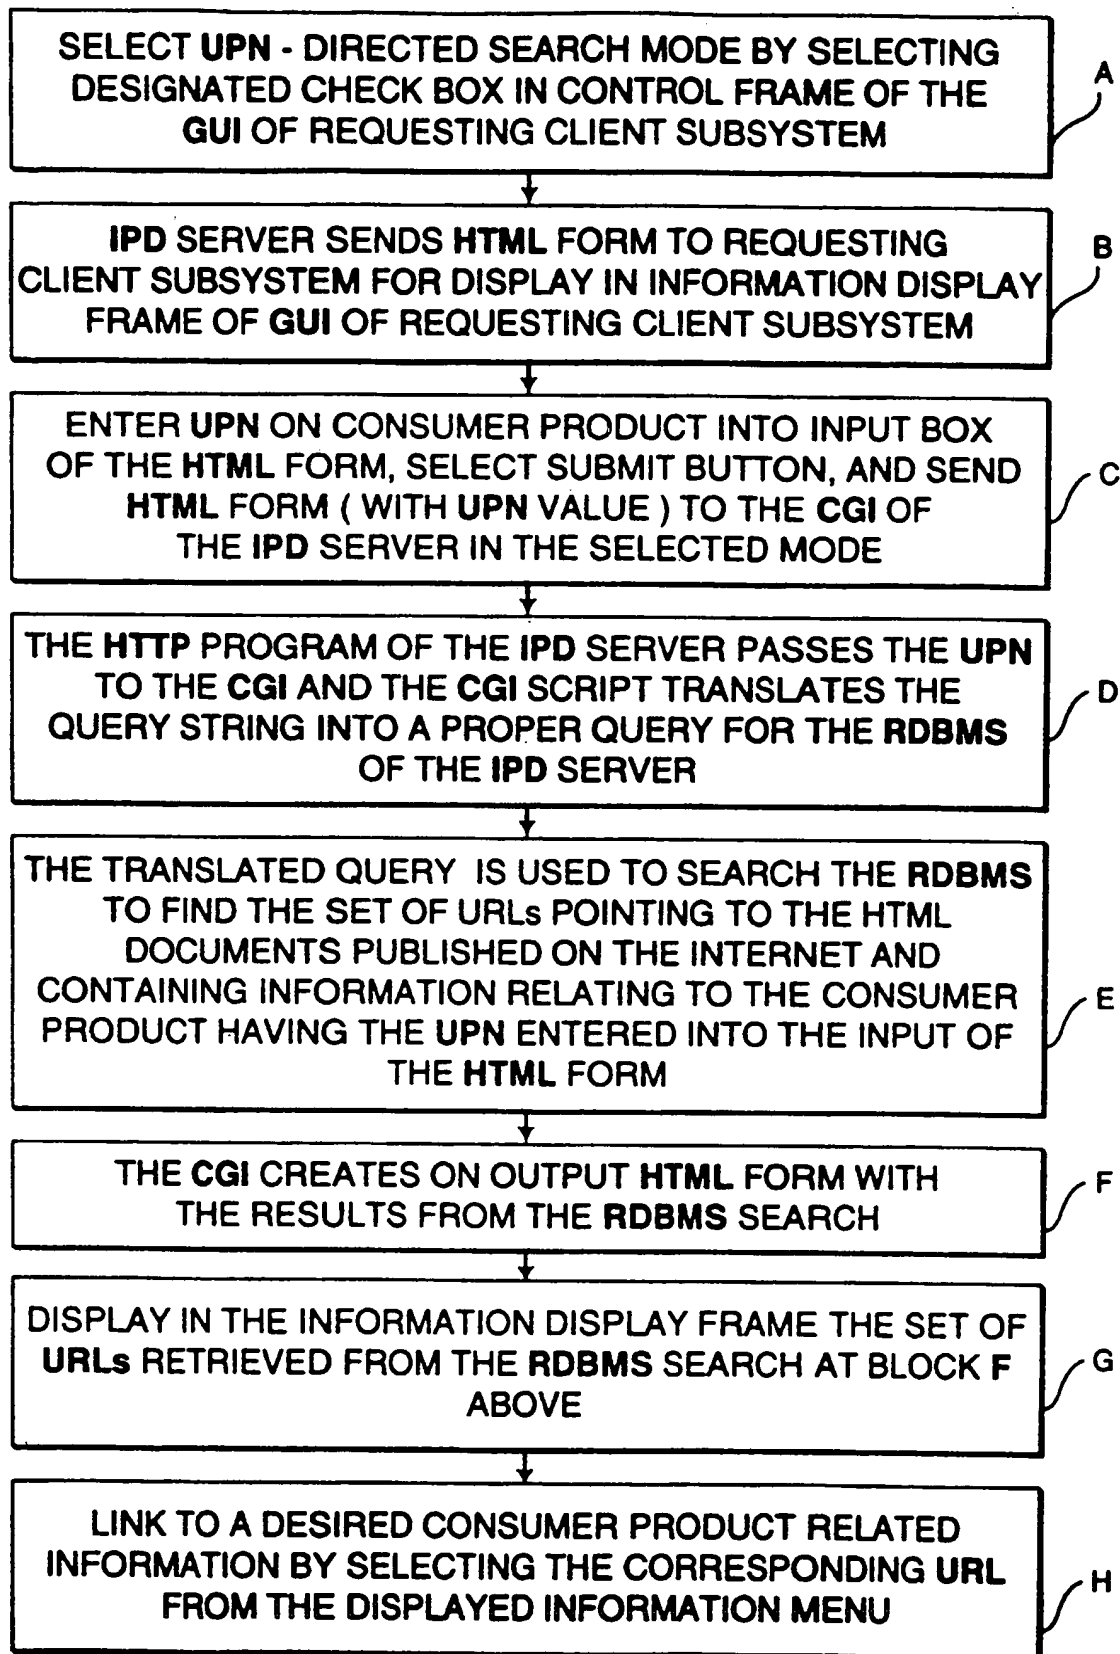 SELECT UPN - DIRECTED SEARCH MODE BY SELECTING
DESIGNATED CHECK BOX IN CONTROL FRAME OF THE
GUI OF REQUESTING CLIENT SUBSYSTEM
A
IPD SERVER SENDS HTML FORM TO REQUESTING
CLIENT SUBSYSTEM FOR DISPLAY IN INFORMATION DISPLAY
FRAME OF GUI OF REQUESTING CLIENT SUBSYSTEM
B
ENTER UPN ON CONSUMER PRODUCT INTO INPUT BOX
OF THE HTML FORM, SELECT SUBMIT BUTTON, AND SEND
HTML FORM ( WITH UPN VALUE ) TO THE CGI OF
THE IPD SERVER IN THE SELECTED MODE
C
THE HTTP PROGRAM OF THE IPD SERVER PASSES THE UPN
TO THE CGI AND THE CGI SCRIPT TRANSLATES THE
QUERY STRING INTO A PROPER QUERY FOR THE RDBMS
OF THE IPD SERVER
D
THE TRANSLATED QUERY IS USED TO SEARCH THE RDBMS
TO FIND THE SET OF URLs POINTING TO THE HTML
DOCUMENTS PUBLISHED ON THE INTERNET AND
CONTAINING INFORMATION RELATING TO THE CONSUMER
PRODUCT HAVING THE UPN ENTERED INTO THE INPUT OF
THE HTML FORM
E
THE CGI CREATES ON OUTPUT HTML FORM WITH
THE RESULTS FROM THE RDBMS SEARCH
F
DISPLAY IN THE INFORMATION DISPLAY FRAME THE SET OF
URLs RETRIEVED FROM THE RDBMS SEARCH AT BLOCK F
ABOVE
G
LINK TO A DESIRED CONSUMER PRODUCT RELATED
INFORMATION BY SELECTING THE CORRESPONDING URL
FROM THE DISPLAYED INFORMATION MENU
H